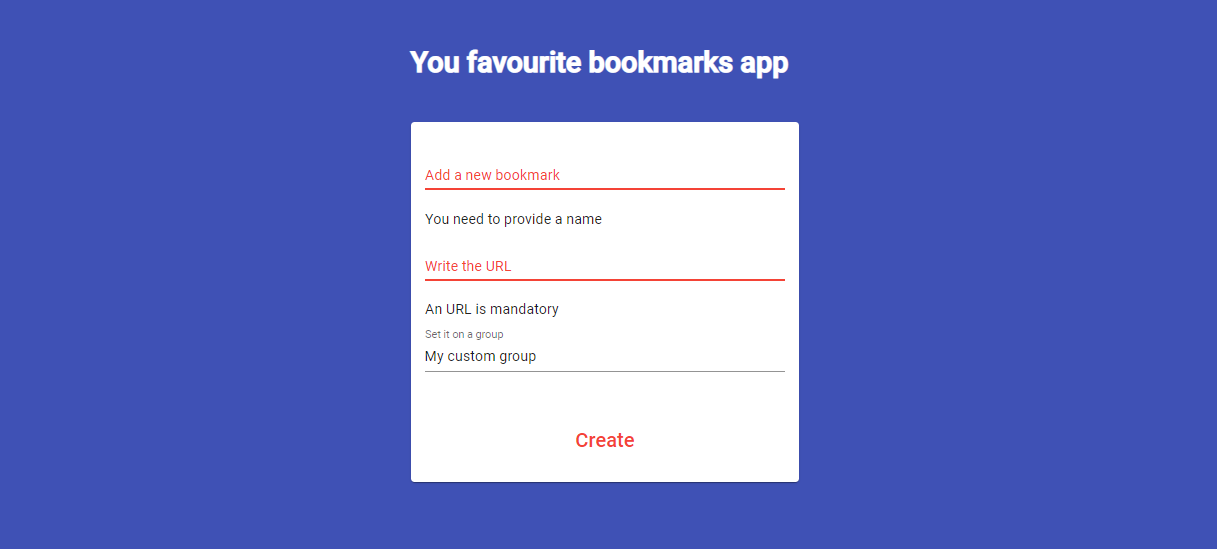 You favourite bookmarks app
Add a new bookmark
You need to provide a name
Write the URL
An URL is mandatory
Set it on a group
My custom group
Create